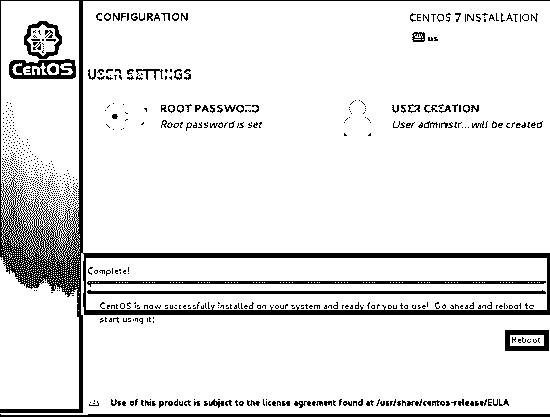 CONFIGURATION
CENTOS 7 INSTALLATION
us
CentOS
USER SETTINGS
ROOT PASSWORD
Root password is set
USER CREATION
User administr...will be created
Complete!
CentOS is now successfully installed on your system and ready for you to use! Go ahead and reboot to
start using it!
Reboot
Use of this product is subject to the license agreement found at /usr/share/centos-release/EULA